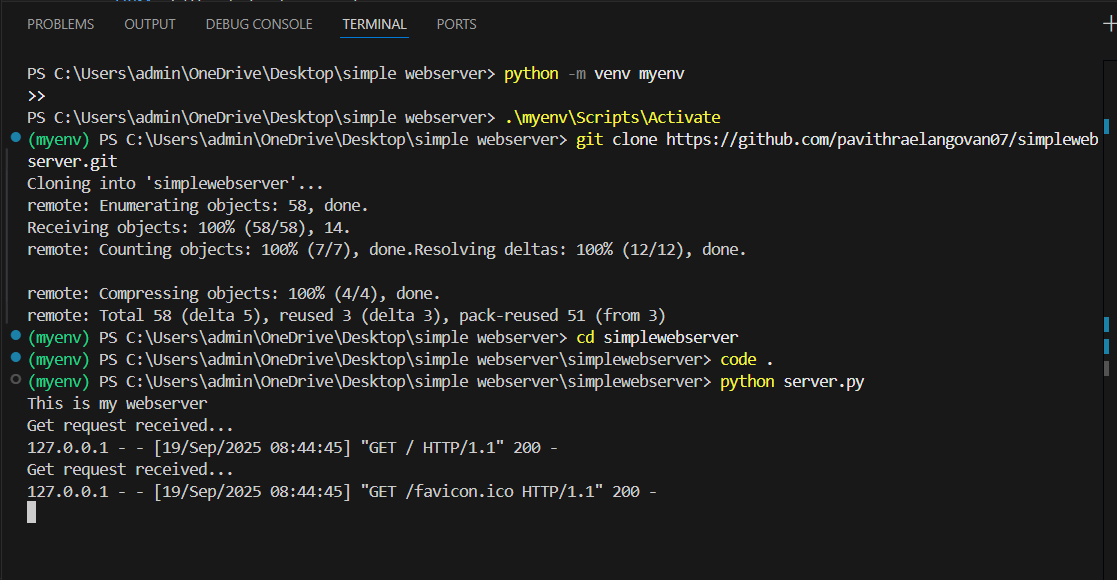 PROBLEMS OUTPUT DEBUG CONSOLE TERMINAL PORTS
PS C:\Users\admin\OneDrive\Desktop\simple webserver> python -m venv myenv
>>
PS C:\Users\admin\OneDrive\Desktop\simple webserver> .\myenv\Scripts\Activate
(myenv) PS C:\Users\admin\OneDrive\Desktop\simple webserver> git clone https://github.com/pavithraelangovan07/simpleweb
server.git
Cloning into 'simplewebserver'...
remote: Enumerating objects: 58, done.
Receiving objects: 100% (58/58), 14.
remote: Counting objects: 100% (7/7), done.Resolving deltas: 100% (12/12), done.
remote: Compressing objects: 100% (4/4), done.
remote: Total 58 (delta 5), reused 3 (delta 3), pack-reused 51 (from 3)
(myenv) PS C:\Users\admin\OneDrive\Desktop\simple webserver> cd simplewebserver
(myenv) PS C:\Users\admin\OneDrive\Desktop\simple webserver\simplewebserver> code .
(myenv) PS C:\Users\admin\OneDrive\Desktop\simple webserver\simplewebserver> python server.py
This is my webserver
Get request received...
127.0.0.1 - - [19/Sep/2025 08:44:45] "GET / HTTP/1.1" 200 -
Get request received...
127.0.0.1 - - [19/Sep/2025 08:44:45] "GET /favicon.ico HTTP/1.1" 200 -